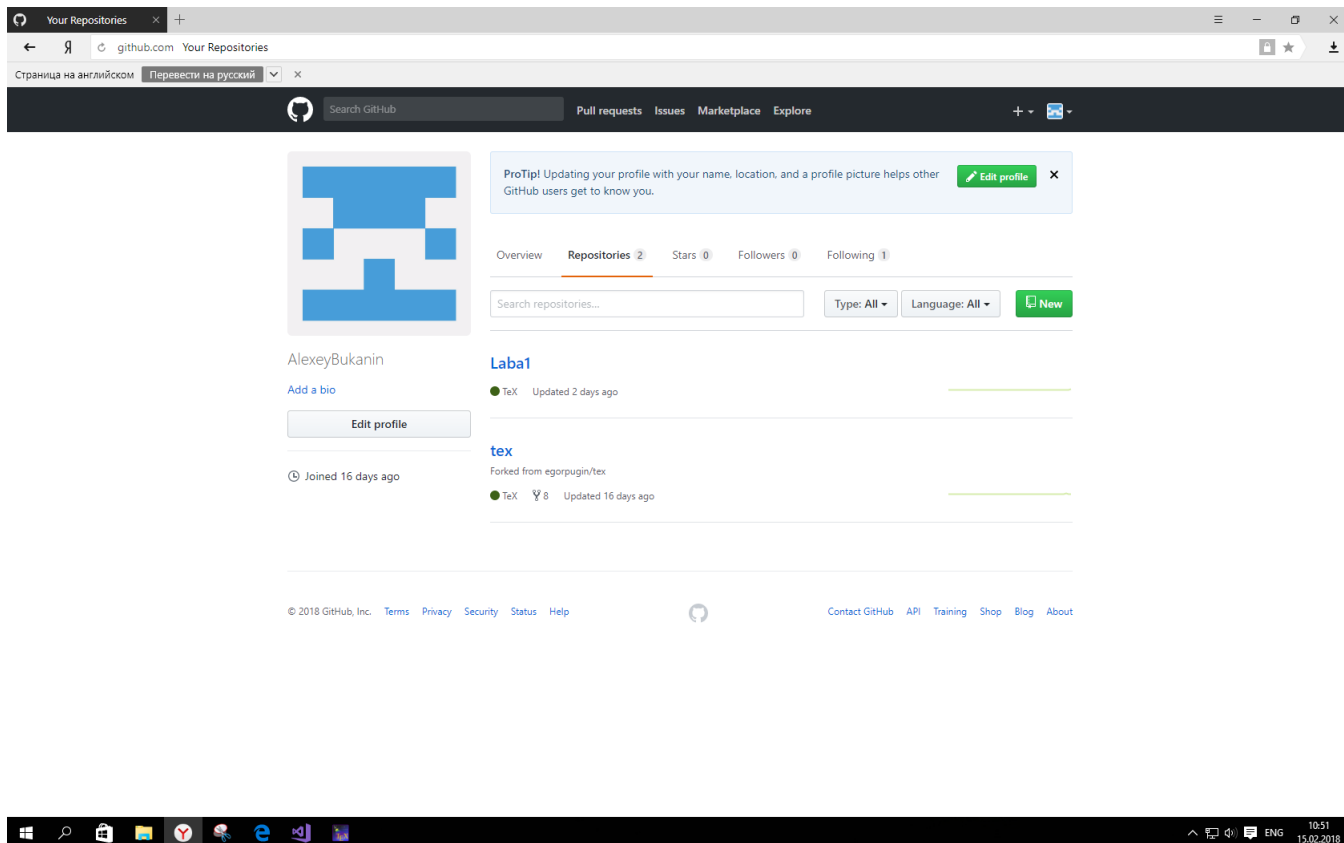 Your Repositories
Я github.com Your Repositories
Страница на английском Перевести на русский
Search GitHub Pull requests Issues Marketplace Explore
ProTip! Updating your profile with your name, location, and a profile picture helps other
GitHub users get to know you.
Edit profile
Overview Repositories 2 Stars 0 Followers 0 Following 1
Search repositories... Type: All Language: All New
AlexeyBukanin
Add a bio
Edit profile
Joined 16 days ago
Laba1
TeX Updated 2 days ago
tex
Forked from egorpugin/tex
TeX 8 Updated 16 days ago
© 2018 GitHub, Inc. Terms Privacy Security Status Help
Contact GitHub API Training Shop Blog About
ENG
10:51
15.02.2018